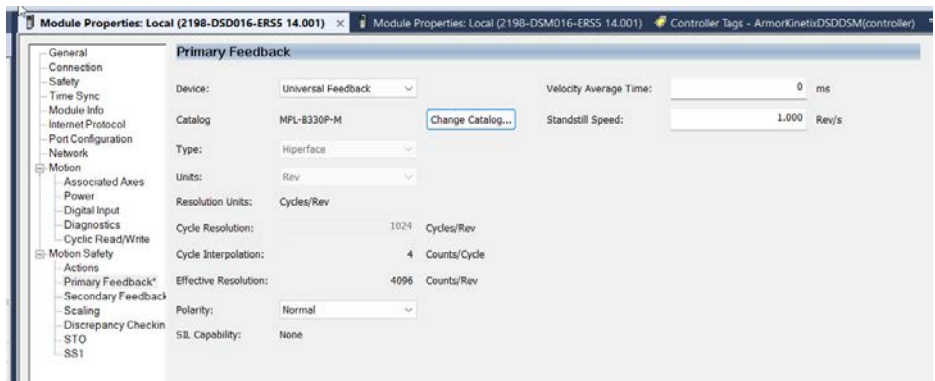 Module Properties: Local (2198-DSD016-ERS5 14.001) ×
Module Properties: Local (2198-DSM016-ERS5 14.001)
Controller Tags - ArmorKinetixDSDDSM(controller)
General
Connection
Safety
Time Sync
Module Info
Internet Protocol
Port Configuration
Network
Motion
Associated Axes
Power
Digital Input
Diagnostics
Cyclic Read/Write
Motion Safety
Actions
Primary Feedback*
Secondary Feedback
Scaling
Discrepancy Checkin
STO
SS1
Primary Feedback
Device: Universal Feedback
Catalog MPL-B330P-M Change Catalog...
Type: Hiperface
Units: Rev
Resolution Units: Cycles/Rev
Cycle Resolution: 1024 Cycles/Rev
Cycle Interpolation: 4 Counts/Cycle
Effective Resolution: 4096 Counts/Rev
Polarity: Normal
SIL Capability: None
Velocity Average Time: 0 ms
Standstill Speed: 1.000 Rev/s